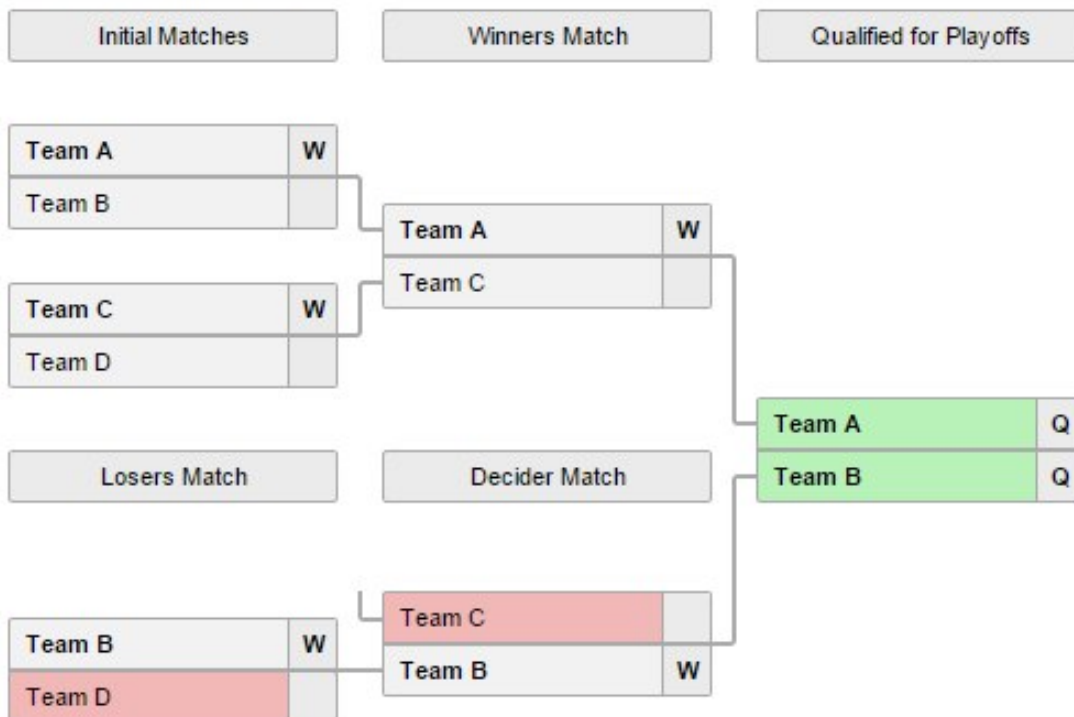 Initial Matches
Winners Match
Qualified for Playoffs
Team A W
Team B
Team C W
Team D
Team A W
Team C
Team A Q
Team B Q
Losers Match
Decider Match
Team B W
Team D
Team C
Team B W